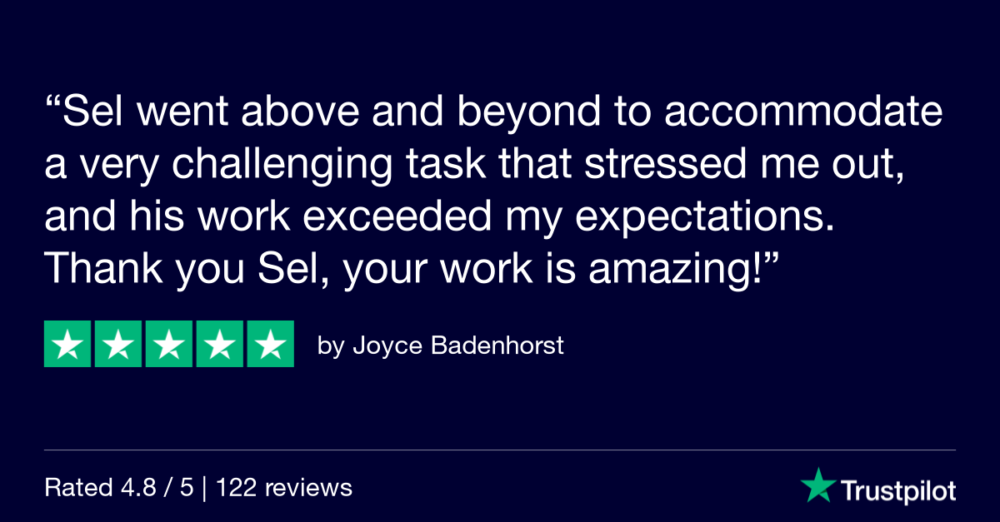 “Sel went above and beyond to accommodate
a very challenging task that stressed me out,
and his work exceeded my expectations.
Thank you Sel, your work is amazing!”
by Joyce Badenhorst
Rated 4.8 / 5 | 122 reviews
Trustpilot